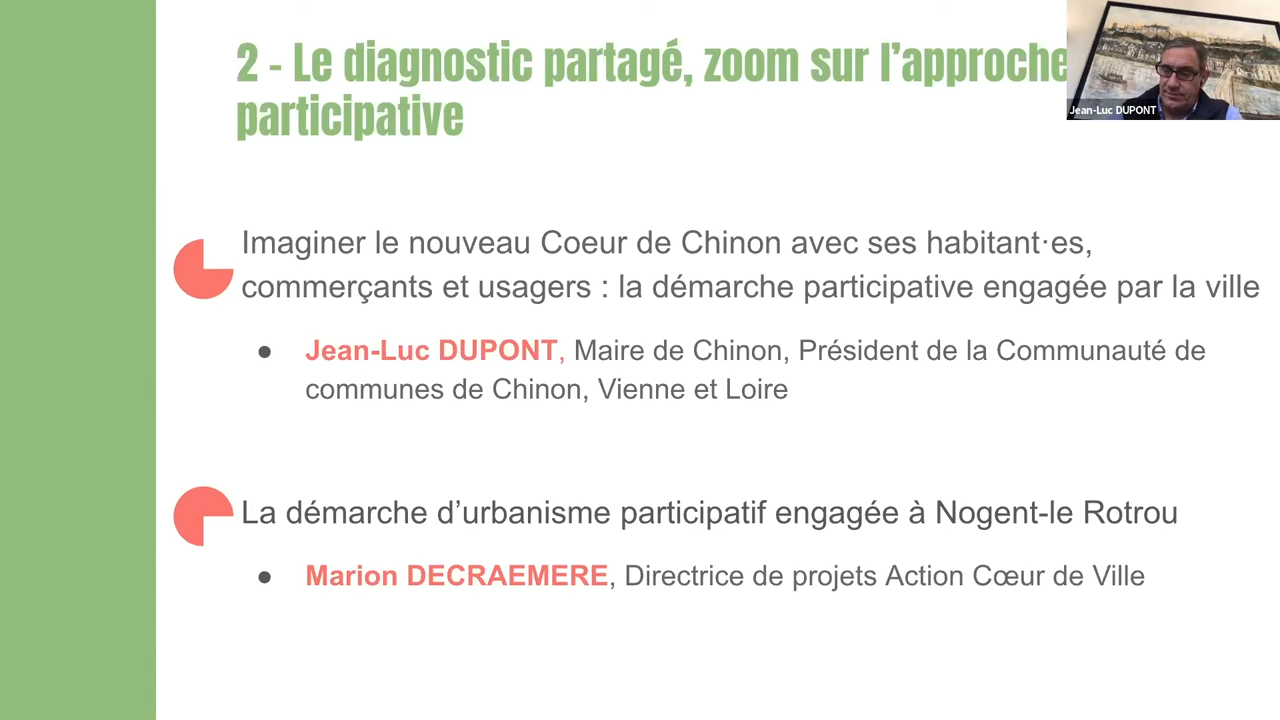 2 - Le diagnostic partagé, zoom sur l’approche
participative
Jean-Luc DUPONT
Imaginer le nouveau Coeur de Chinon avec ses habitant·es,
commerçants et usagers : la démarche participative engagée par la ville
● Jean-Luc DUPONT, Maire de Chinon, Président de la Communauté de
communes de Chinon, Vienne et Loire
La démarche d’urbanisme participatif engagée à Nogent-le Rotrou
● Marion DECRAEMERE, Directrice de projets Action Cœur de Ville